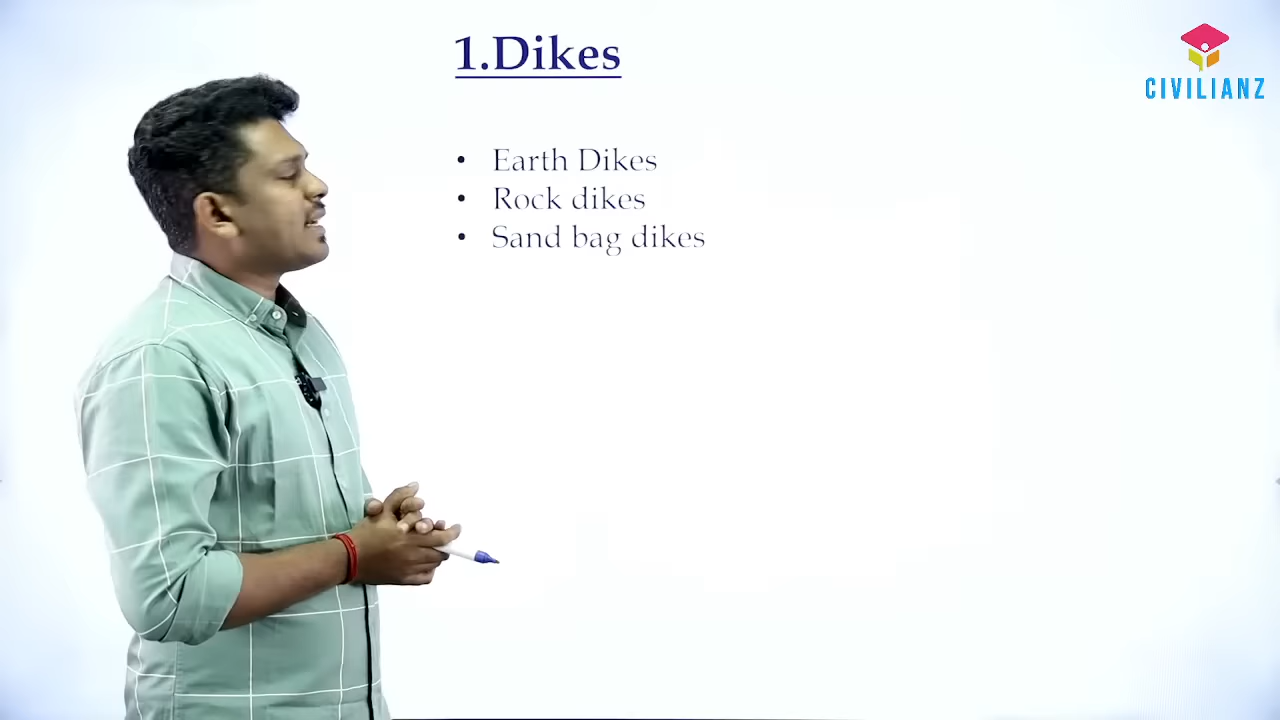 1.Dikes
CIVILIANZ
• Earth Dikes
• Rock dikes
• Sand bag dikes